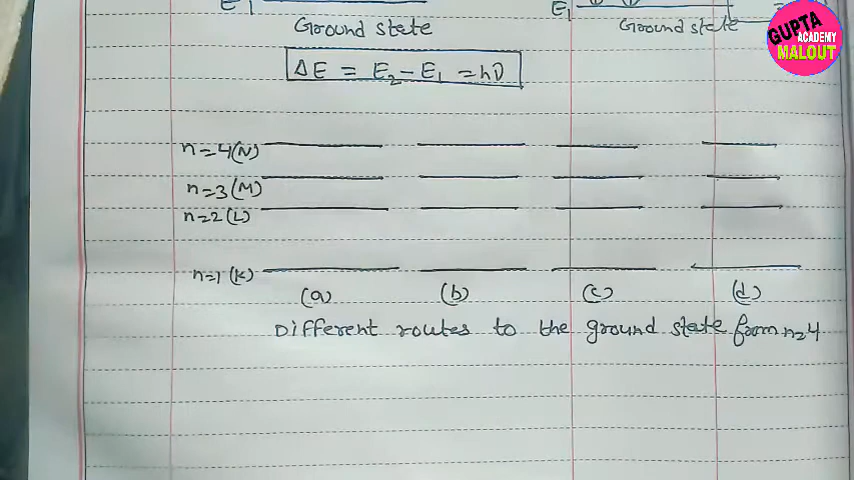 E1 E1
Ground state Ground state
GUPTA
ACADEMY
MALOUT
ΔE = E2 - E1 = hν
n=4(N)
n=3(M)
n=2(L)
n=1(K)
(a) (b) (c) (d)
Different routes to the ground state from n=4